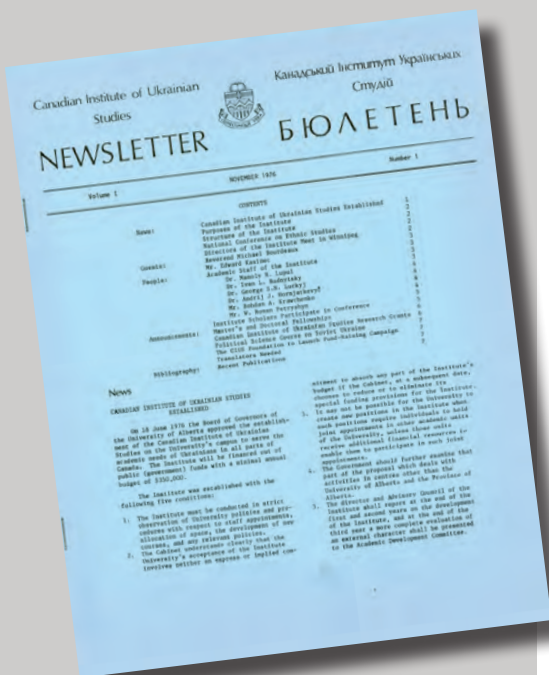 Canadian Institute of Ukrainian
Studies
NEWSLETTER
Канадський Інститут Українських
Студій
БЮЛЕТЕНЬ
Volume 1
NOVEMBER 1976
Number 1
CONTENTS
News:
Canadian Institute of Ukrainian Studies Established 1
Purposes of the Institute 2
Structure of the Institute 2
National Conference on Ethnic Studies 2
Directors of the Institute Meet in Winnipeg
Guests:
Reverend Michael Bourdeaux
Mr. Edward Kasinec
People:
Academic Staff of the Institute
Dr. Manoly R. Lupul
Dr. Ivan L. Rudnytsky
Dr. George S.N. Luckyj
Dr. Andrij J. Hornjatkevyč
Mr. Bohdan A. Krawchenko
Mr. W. Roman Petryshyn
Announcements:
Institute Scholars Participate in Conference
Master's and Doctoral Fellowships
Canadian Institute of Ukrainian Studies Research Grants
Political Science Course on Soviet Ukraine
The CIUS Foundation to Launch Fund-Raising Campaign
Translators Needed
Bibliography:
Recent Publications
News
CANADIAN INSTITUTE OF UKRAINIAN STUDIES
ESTABLISHED
On 18 June 1976 the Board of Governors of
the University of Alberta approved the establish-
ment of the Canadian Institute of Ukrainian
Studies on the University's campus to serve the
academic needs of Ukrainians in all parts of
Canada. The Institute will be financed out of
public (government) funds with a minimal annual
budget of $350,000.
The Institute was established with the
following five conditions:
1. The Institute must be conducted in strict
observation of University policies and pro-
cedures with respect to staff appointments,
allocation of space, the development of new
courses, and any relevant policies.
2. The Cabinet understands clearly that the
University's acceptance of the Institute
involves neither an express or implied com-
mitment to absorb any part of the Institute's
budget if the Cabinet, at a subsequent date,
chooses to reduce or to eliminate its
special funding provisions for the Institute.
3. It may not be possible for the University to
create new positions in the Institute when
such positions require individuals to hold
joint appointments in other academic units
of the University, unless these units
receive additional financial resources to
enable them to participate in such joint
appointments.
4. The Government should further examine that
part of the proposal which deals with
activities in centres other than the
University of Alberta and the Province of
Alberta.
5. The director and Advisory Council of the
Institute shall report at the end of the
first and second years on the development
of the Institute, and at the end of the
third year a more complete evaluation of
an external character shall be presented
to the Academic Development Committee.